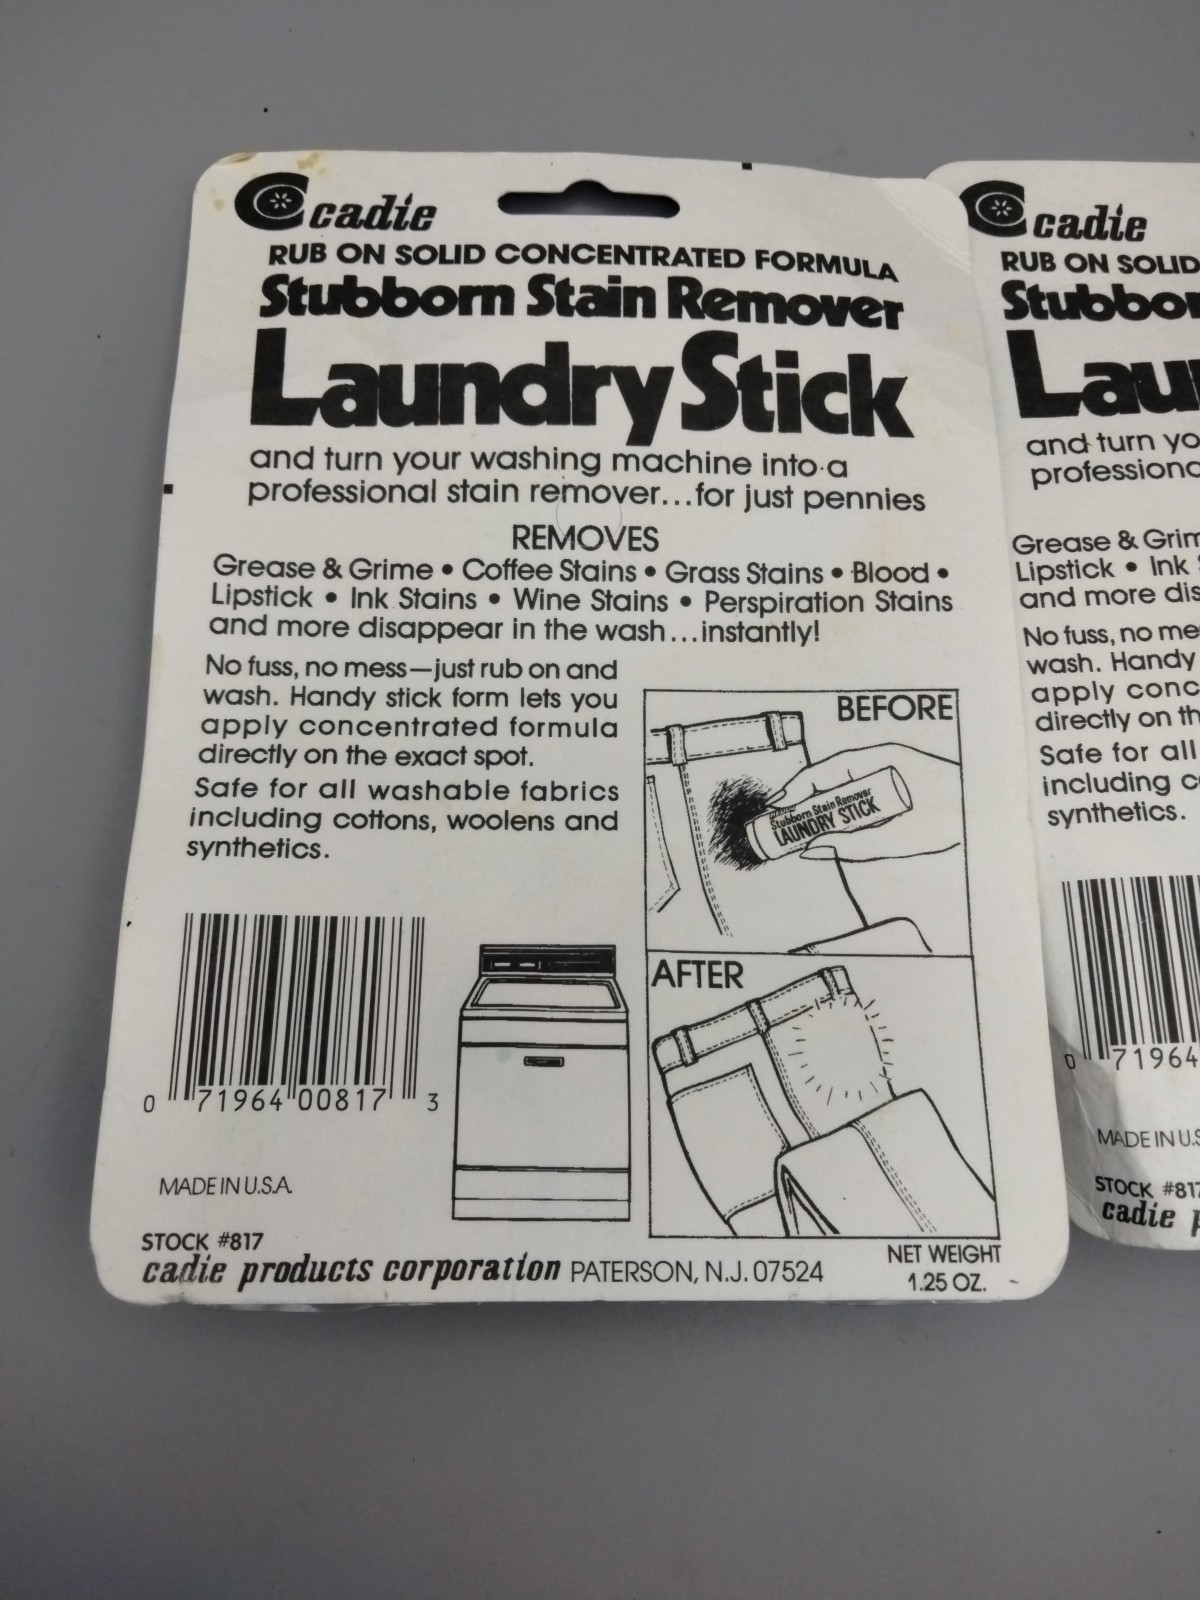 cadie
RUB ON SOLID CONCENTRATED FORMULA
Stubborn Stain Remover
Laundry Stick
and turn your washing machine into a
professional stain remover...for just pennies
REMOVES
Grease & Grime • Coffee Stains • Grass Stains • Blood •
Lipstick • Ink Stains • Wine Stains • Perspiration Stains
and more disappear in the wash...instantly!
No fuss, no mess—just rub on and
wash. Handy stick form lets you
apply concentrated formula
directly on the exact spot.
Safe for all washable fabrics
including cottons, woolens and
synthetics.
BEFORE
Stubborn Stain Remover
LAUNDRY STICK
AFTER
0 71964 00817 3
MADE IN U.S.A.
STOCK #817
cadie products corporation PATERSON, N.J. 07524
NET WEIGHT
1.25 OZ.
cadie
RUB ON SOLID
Stubbor
Lau
and turn yo
professiona
Grease & Grim
Lipstick • Ink
and more dis
No fuss, no me
wash. Handy
apply conc
directly on th
Safe for all
including c
synthetics.
0 71964
MADE IN U.S
STOCK #817
cadie p